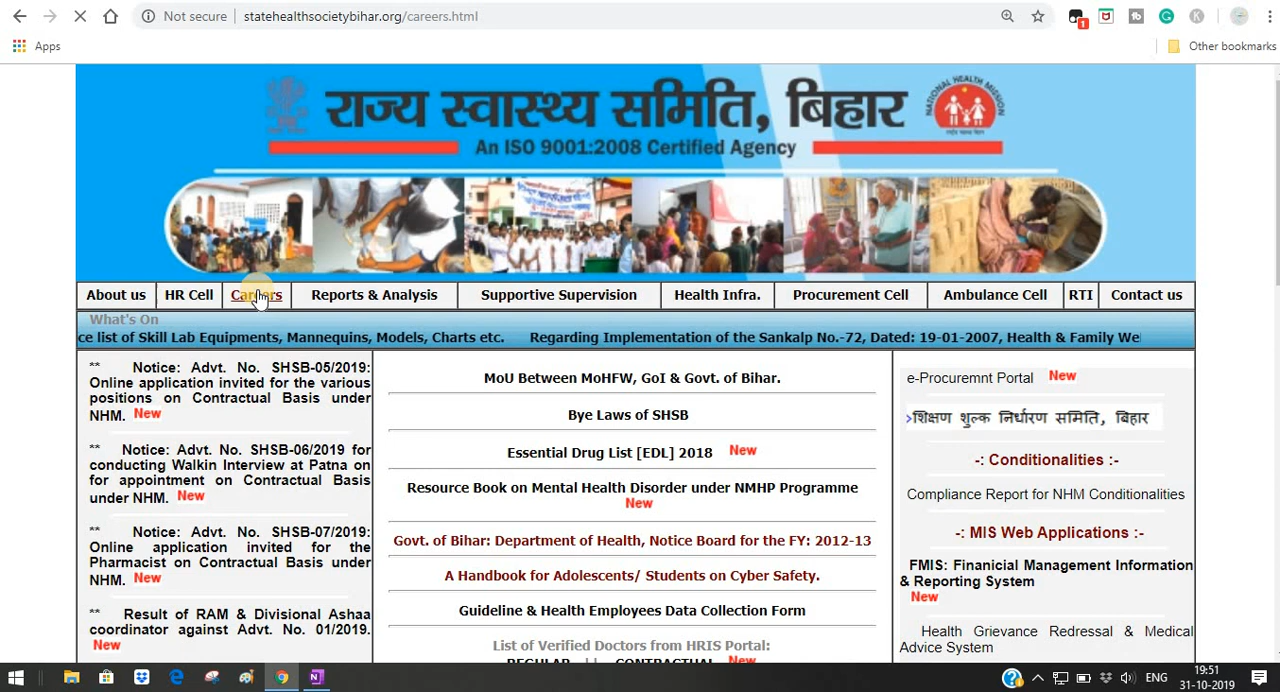 Not secure
statehealthsocietybihar.org/careers.html
1
K
Apps
Other bookmarks
राज्य स्वास्थ्य समिति, बिहार
An ISO 9001:2008 Certified Agency
NATIONAL HEALTH MISSION
About us
HR Cell
Careers
Reports & Analysis
Supportive Supervision
Health Infra.
Procurement Cell
Ambulance Cell
RTI
Contact us
What's On
ce list of Skill Lab Equipments, Mannequins, Models, Charts etc.
Regarding Implementation of the Sankalp No.-72, Dated: 19-01-2007, Health & Family We
** Notice: Advt. No. SHSB-05/2019:
Online application invited for the various
positions on Contractual Basis under
NHM. New
** Notice: Advt. No. SHSB-06/2019 for
conducting Walkin Interview at Patna on
for appointment on Contractual Basis
under NHM. New
** Notice: Advt. No. SHSB-07/2019:
Online application invited for the
Pharmacist on Contractual Basis under
NHM. New
** Result of RAM & Divisional Ashaa
coordinator against Advt. No. 01/2019.
New
MoU Between MoHFW, GoI & Govt. of Bihar.
Bye Laws of SHSB
Essential Drug List [EDL] 2018 New
Resource Book on Mental Health Disorder under NMHP Programme
New
Govt. of Bihar: Department of Health, Notice Board for the FY: 2012-13
A Handbook for Adolescents/ Students on Cyber Safety.
Guideline & Health Employees Data Collection Form
List of Verified Doctors from HRIS Portal:
REGULAR || CONTRACTUAL New
e-Procuremnt Portal New
>शिक्षण शुल्क निर्धारण समिति, बिहार
-: Conditionalities :-
Compliance Report for NHM Conditionalities
-: MIS Web Applications :-
FMIS: Finanicial Management Information
& Reporting System
New
Health Grievance Redressal & Medical
Advice System
ENG
19:51
31-10-2019